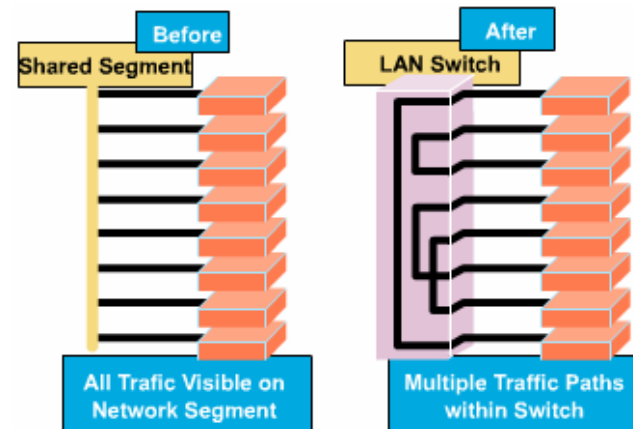 Before
Shared Segment
All Trafic Visible on
Network Segment
After
LAN Switch
Multiple Traffic Paths
within Switch